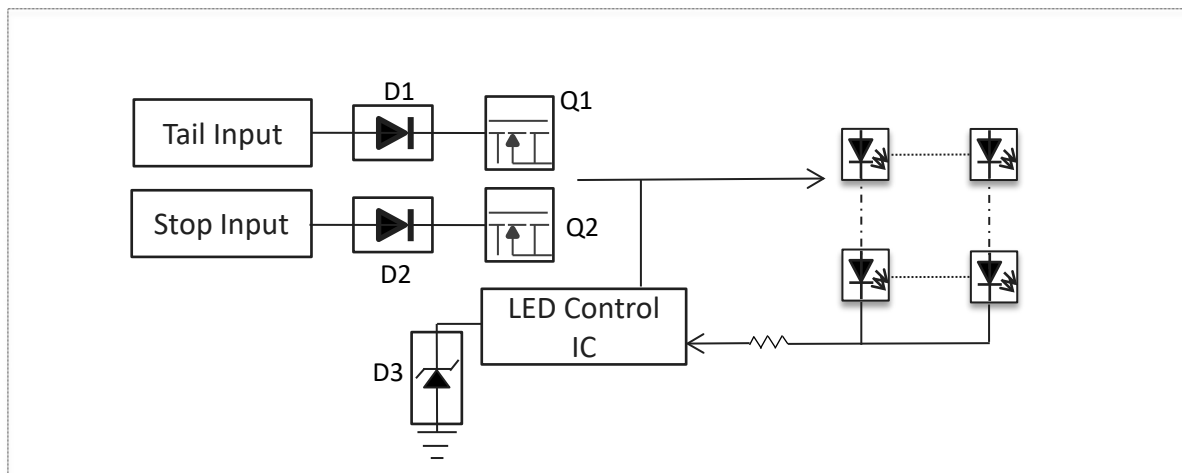 D1
Q1
Tail Input
Stop Input
Q2
D2
LED Control
IC
D3